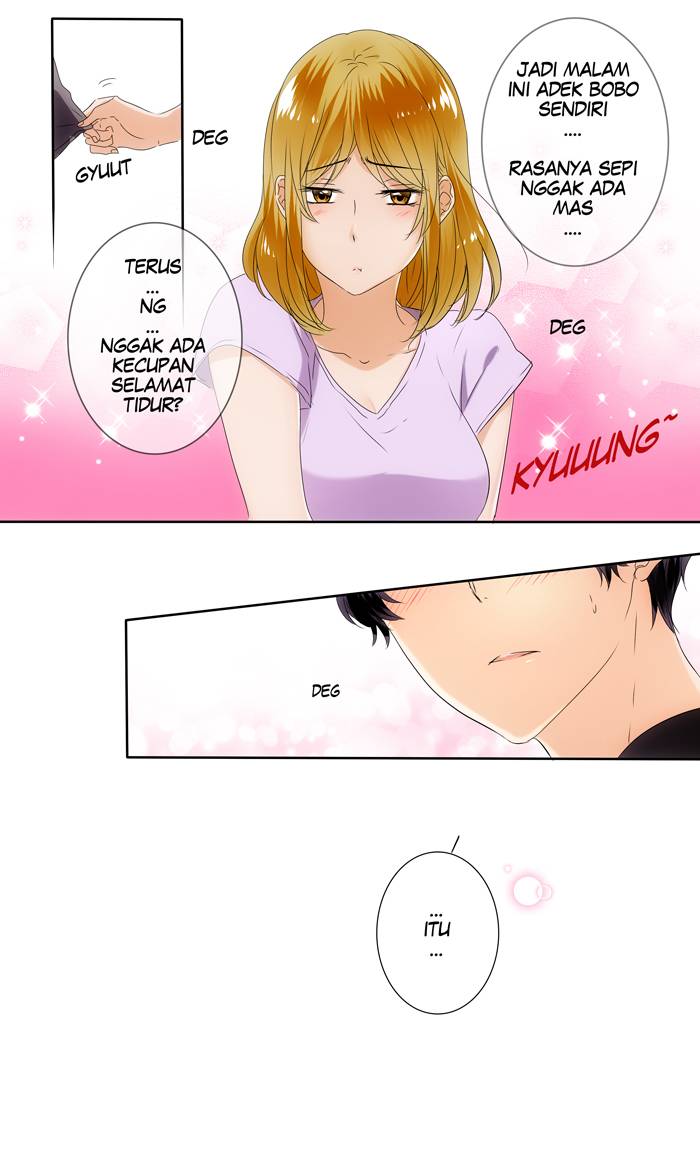 GYUUT
DEG
JADI MALAM
INI ADEK BOBO
SENDIRI
....
RASANYA SEPI
NGGAK ADA
MAS
....
TERUS
...
NG
...
NGGAK ADA
KECUPAN
SELAMAT
TIDUR?
DEG
KYUUUNG~
DEG
...
ITU
...